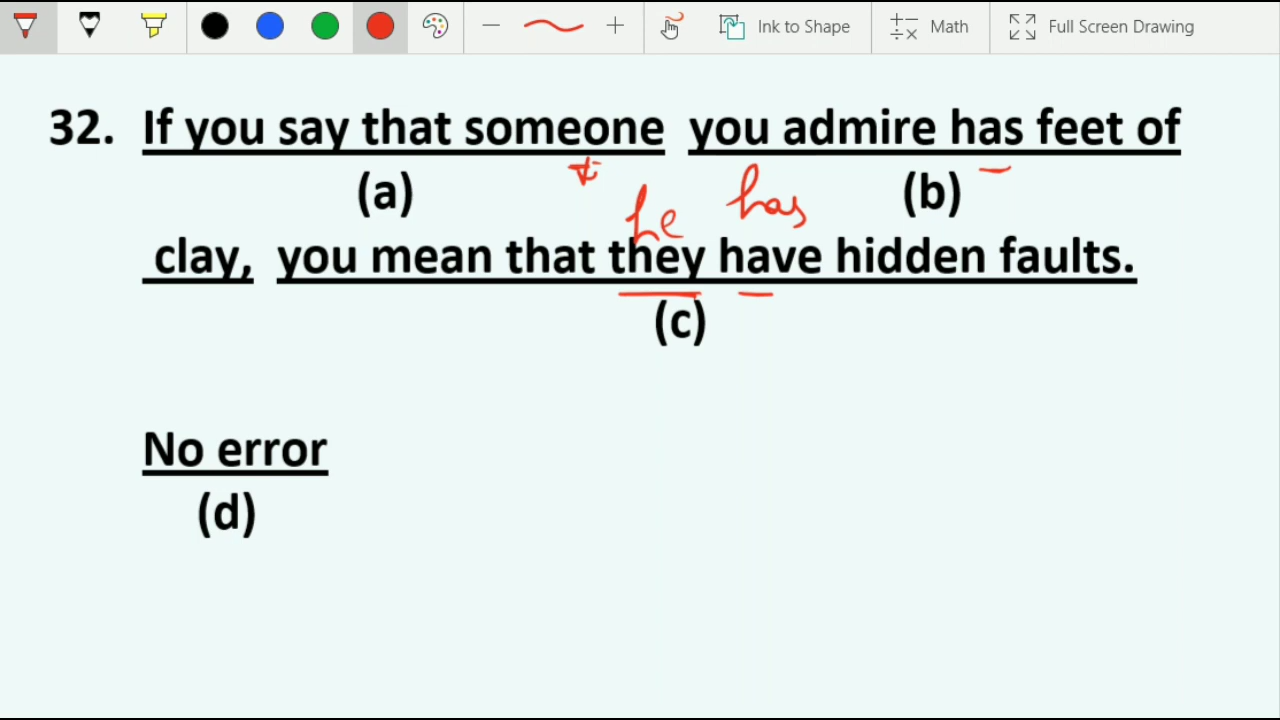 Ink to Shape Math Full Screen Drawing
32. If you say that someone you admire has feet of
(a) (b)
he has
clay, you mean that they have hidden faults.
(c)
No error
(d)